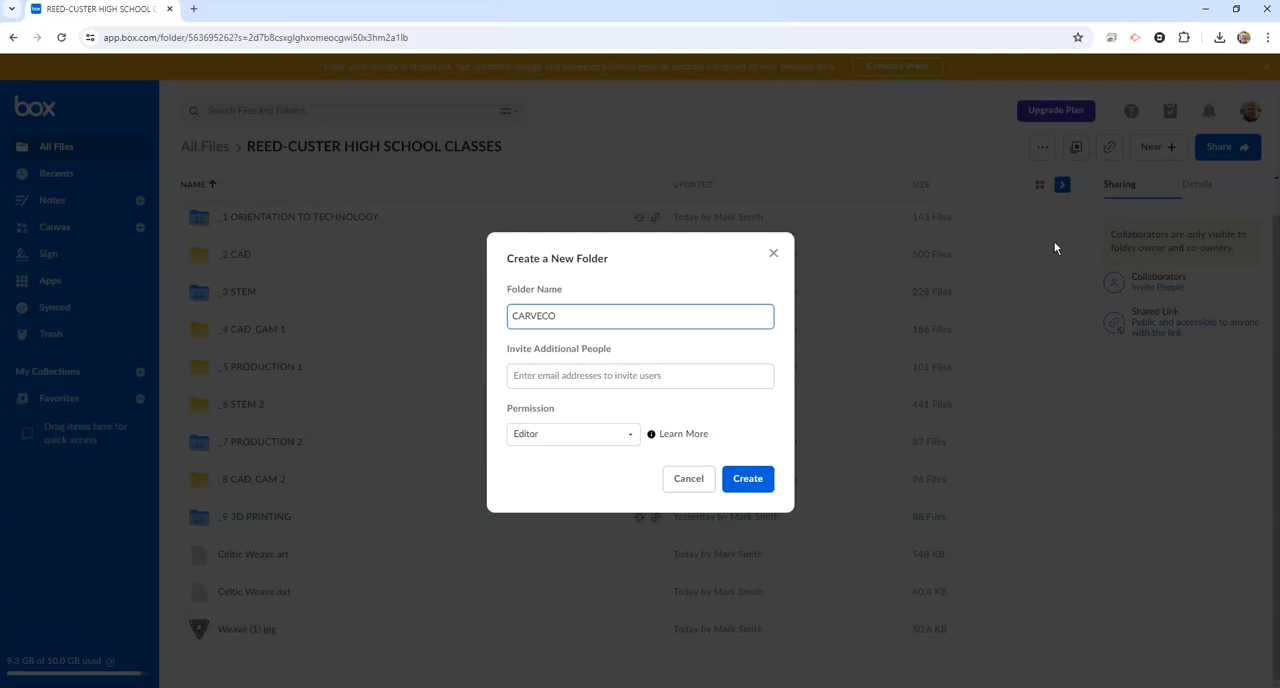 REED-CUSTER HIGH SCHOOL C
app.box.com/folder/563695262?s=2d7b8csxglghxomeocgwi50x3hm2a1lb
box
Search Files and Folders
Upgrade Plan
All Files
All Files > REED-CUSTER HIGH SCHOOL CLASSES
New +
Share
Recents
NAME
UPDATED
SIZE
Sharing
Details
Notes
_1 ORIENTATION TO TECHNOLOGY
Today by Mark Smith
143 Files
Canvas
Collaborators are only visible to
folder owner and co-owners.
Sign
_2 CAD
500 Files
Apps
_3 STEM
228 Files
Collaborators
Invite People
Synced
Shared Link
Public and accessible to anyone
with the link
Trash
_4 CAD_CAM 1
186 Files
My Collections
_5 PRODUCTION 1
101 Files
Favorites
Drag items here for
quick access
_6 STEM 2
441 Files
_7 PRODUCTION 2
87 Files
_8 CAD_CAM 2
96 Files
_9 3D PRINTING
Yesterday by Mark Smith
88 Files
Celtic Weave.art
Today by Mark Smith
548 KB
Celtic Weave.dxt
Today by Mark Smith
40.4 KB
Weave (1).jpg
Today by Mark Smith
50.6 KB
9.3 GB of 10.0 GB used
Create a New Folder
Folder Name
CARVECO
Invite Additional People
Enter email addresses to invite users
Permission
Editor
Learn More
Cancel
Create